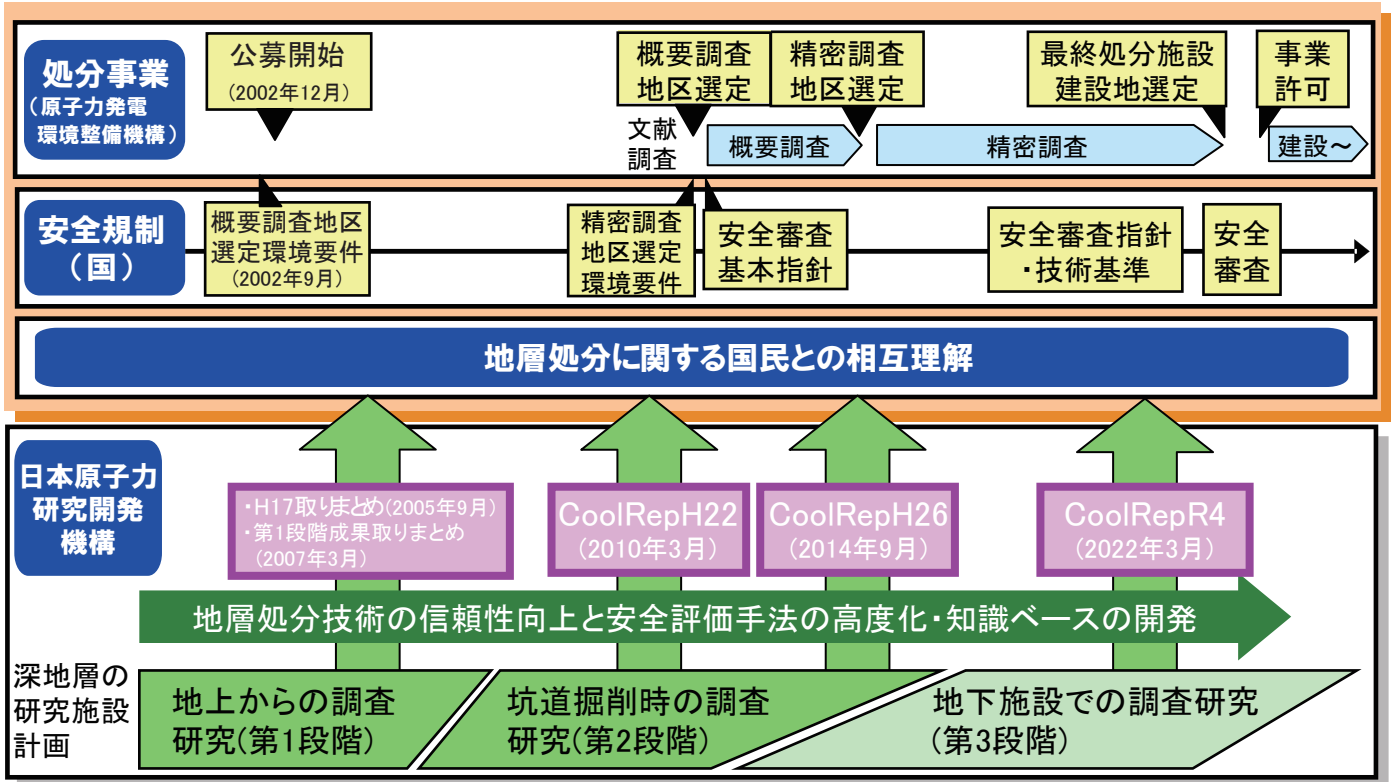 処分事業
(原子力発電
環境整備機構)
公募開始
(2002年12月)
概要調査
地区選定
精密調査
地区選定
最終処分施設
建設地選定
事業
許可
文献
調査
概要調査
精密調査
建設～
安全規制
(国)
概要調査地区
選定環境要件
(2002年9月)
精密調査
地区選定
環境要件
安全審査
基本指針
安全審査指針
・技術基準
安全
審査
地層処分に関する国民との相互理解
日本原子力
研究開発
機構
・H17取りまとめ(2005年9月)
・第1段階成果取りまとめ
(2007年3月)
CoolRepH22
(2010年3月)
CoolRepH26
(2014年9月)
CoolRepR4
(2022年3月)
地層処分技術の信頼性向上と安全評価手法の高度化・知識ベースの開発
深地層の
研究施設
計画
地上からの調査
研究(第1段階)
坑道掘削時の調査
研究(第2段階)
地下施設での調査研究
(第3段階)